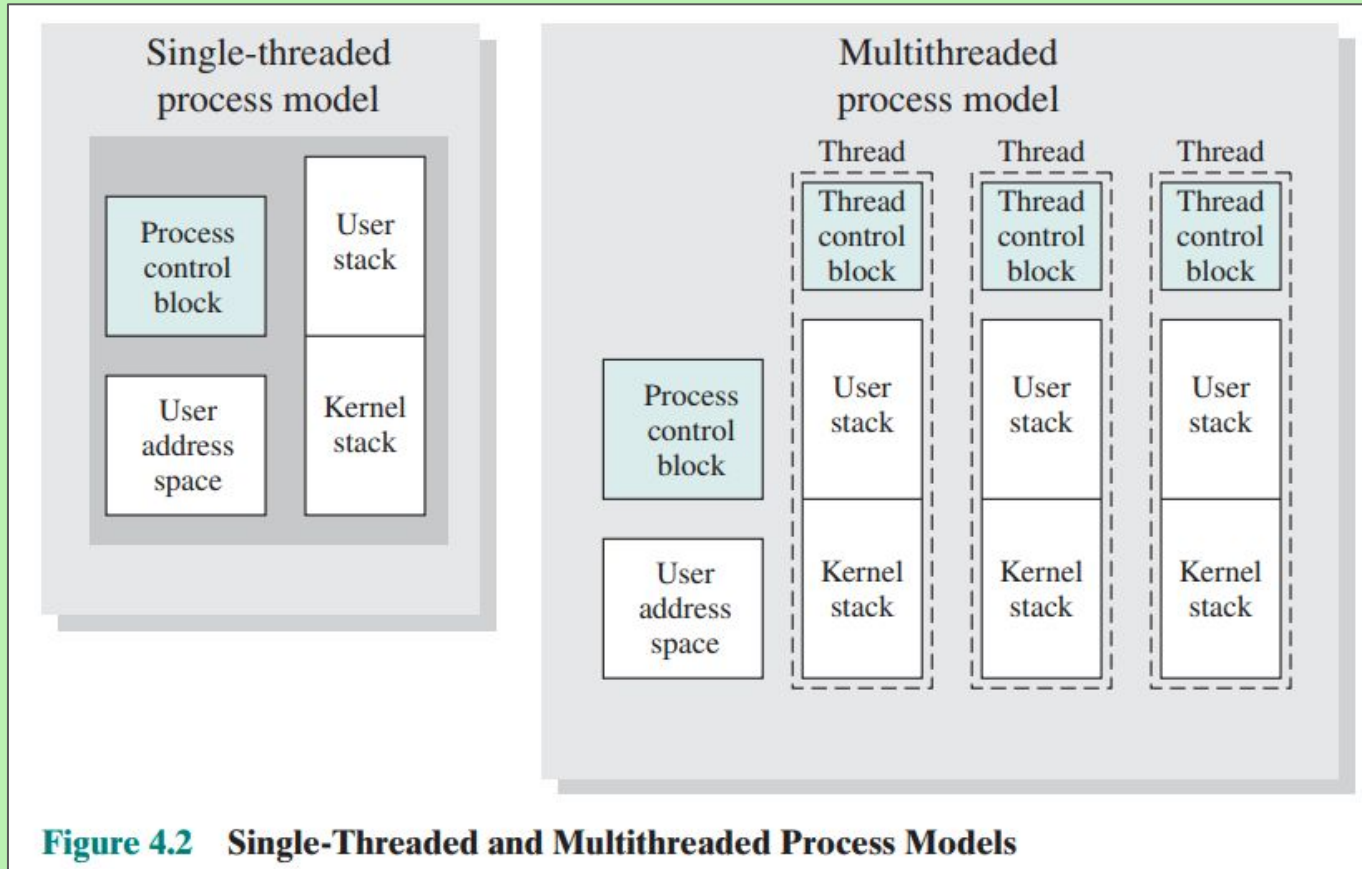 Single-threaded
process model
Process
control
block
User
stack
User
address
space
Kernel
stack
Multithreaded
process model
Thread
Thread
Thread
Thread
control
block
Thread
control
block
Thread
control
block
Process
control
block
User
stack
User
stack
User
stack
User
address
space
Kernel
stack
Kernel
stack
Kernel
stack
Figure 4.2 Single-Threaded and Multithreaded Process Models